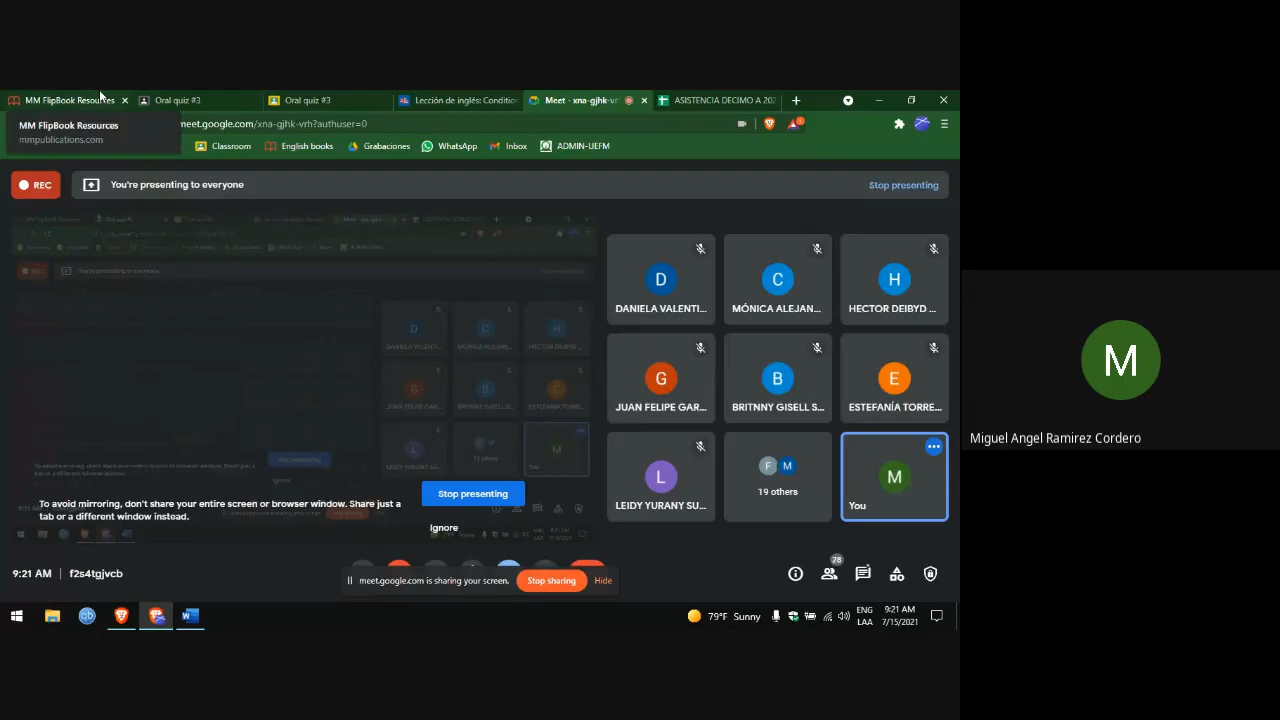 MM FlipBook Resources
Oral quiz #3
Oral quiz #3
Lección de inglés: Condition
Meet - xna-gjhk-vr
ASISTENCIA DECIMO A 202
MM FlipBook Resources
mmpublications.com
meet.google.com/xna-gjhk-vrh?authuser=0
Classroom
English books
Grabaciones
WhatsApp
Inbox
ADMIN-UEFM
REC
You're presenting to everyone
Stop presenting
D
C
H
DANIELA VALENTI...
MÓNICA ALEJAN...
HECTOR DEIBYD ...
G
B
E
JUAN FELIPE GAR...
BRITNNY GISELL S...
ESTEFANÍA TORRE...
L
F M
M
LEIDY YURANY SU...
19 others
You
To avoid mirroring, don't share your entire screen or browser window. Share just a
tab or a different window instead.
Stop presenting
Ignore
9:21 AM | f2s4tgjvcb
meet.google.com is sharing your screen.
Stop sharing
Hide
28
79°F Sunny
ENG
LAA
9:21 AM
7/15/2021
M
Miguel Angel Ramirez Cordero